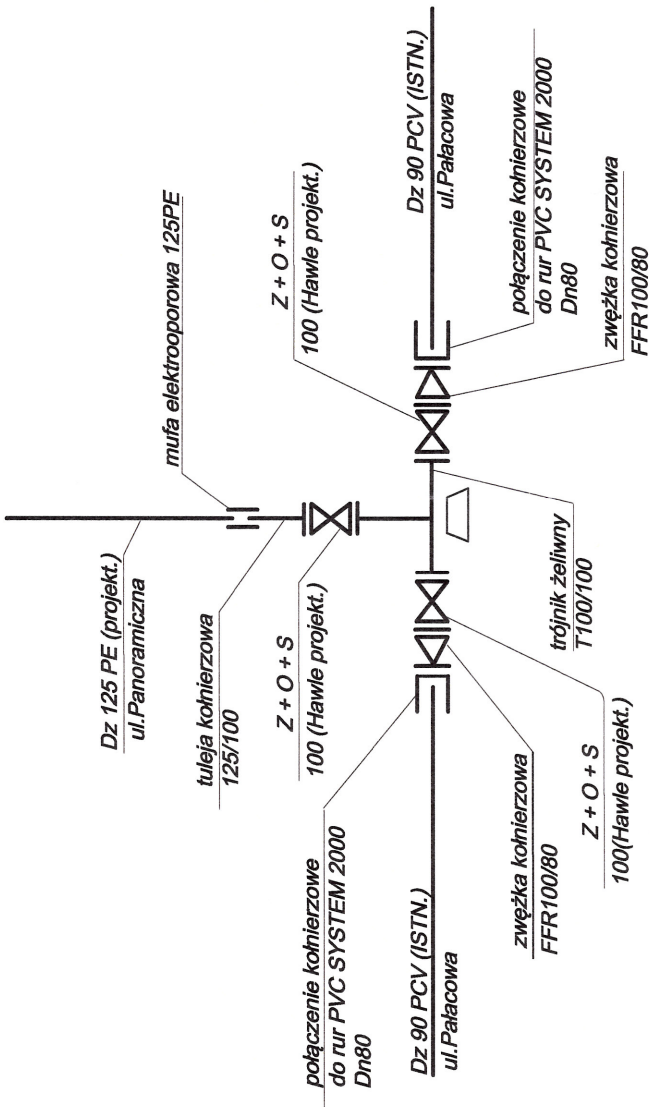 Dz 125 PE (projekt.)
ul.Panoramiczna
mufa elektrooporowa 125PE
tuleja kołnierzowa
125/100
Z + O + S
100 (Hawle projekt.)
Z + O + S
100 (Hawle projekt.)
połączenie kołnierzowe
do rur PVC SYSTEM 2000
Dn80
Dz 90 PCV (ISTN.)
ul.Pałacowa
Dz 90 PCV (ISTN.)
ul.Pałacowa
połączenie kołnierzowe
do rur PVC SYSTEM 2000
Dn80
zwężka kołnierzowa
FFR100/80
Z + O + S
100(Hawle projekt.)
trójnik żeliwny
T100/100
zwężka kołnierzowa
FFR100/80